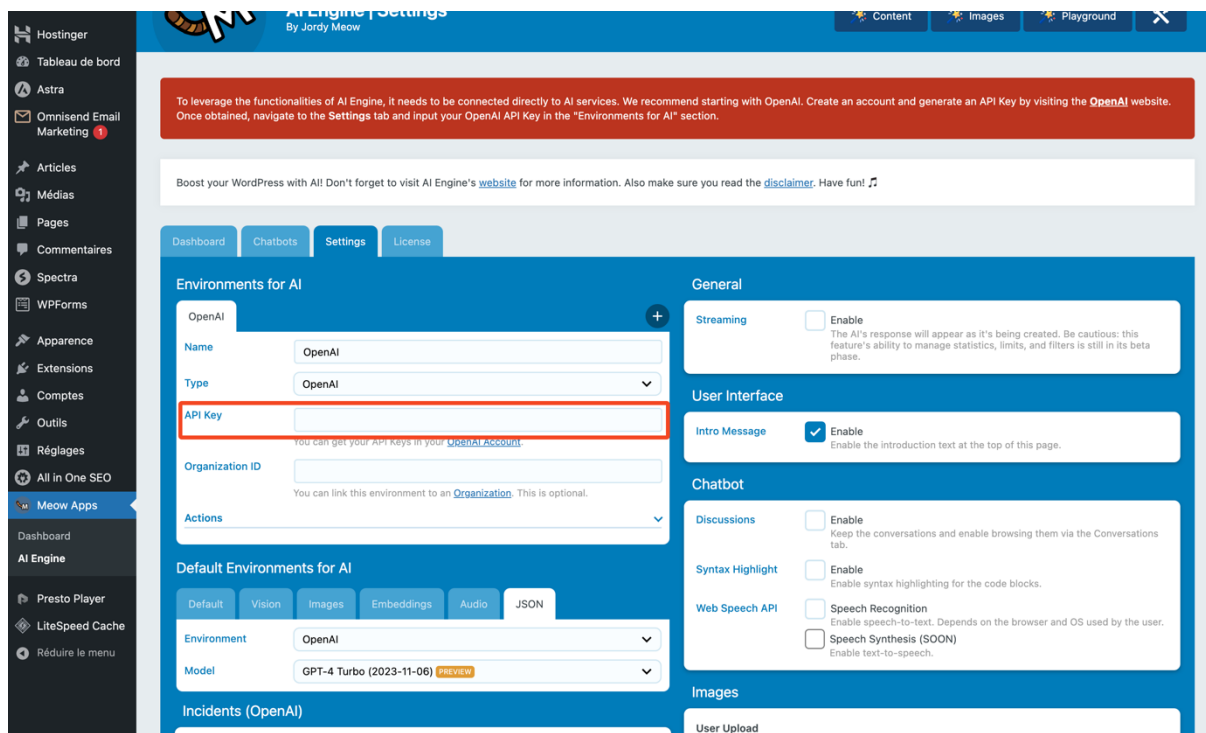 Hostinger
Tableau de bord
Astra
Omnisend Email
Marketing 1
Articles
Médias
Pages
Commentaires
Spectra
WPForms
Apparence
Extensions
Comptes
Outils
Réglages
All in One SEO
Meow Apps
Dashboard
AI Engine
Presto Player
LiteSpeed Cache
Réduire le menu
AI Engine | Settings
By Jordy Meow
Content
Images
Playground
To leverage the functionalities of AI Engine, it needs to be connected directly to AI services. We recommend starting with OpenAI. Create an account and generate an API Key by visiting the OpenAI website.
Once obtained, navigate to the Settings tab and input your OpenAI API Key in the "Environments for AI" section.
Boost your WordPress with AI! Don't forget to visit AI Engine's website for more information. Also make sure you read the disclaimer. Have fun! 🎵
Dashboard
Chatbots
Settings
License
Environments for AI
OpenAI
Name
OpenAI
Type
OpenAI
API Key
You can get your API Keys in your OpenAI Account.
Organization ID
You can link this environment to an Organization. This is optional.
Actions
Default Environments for AI
Default
Vision
Images
Embeddings
Audio
JSON
Environment
OpenAI
Model
GPT-4 Turbo (2023-11-06) PREVIEW
Incidents (OpenAI)
General
Streaming
Enable
The AI's response will appear as it's being created. Be cautious: this
feature's ability to manage statistics, limits, and filters is still in its beta
phase.
User Interface
Intro Message
Enable
Enable the introduction text at the top of this page.
Chatbot
Discussions
Enable
Keep the conversations and enable browsing them via the Conversations
tab.
Syntax Highlight
Enable
Enable syntax highlighting for the code blocks.
Web Speech API
Speech Recognition
Enable speech-to-text. Depends on the browser and OS used by the user.
Speech Synthesis (SOON)
Enable text-to-speech.
Images
User Upload